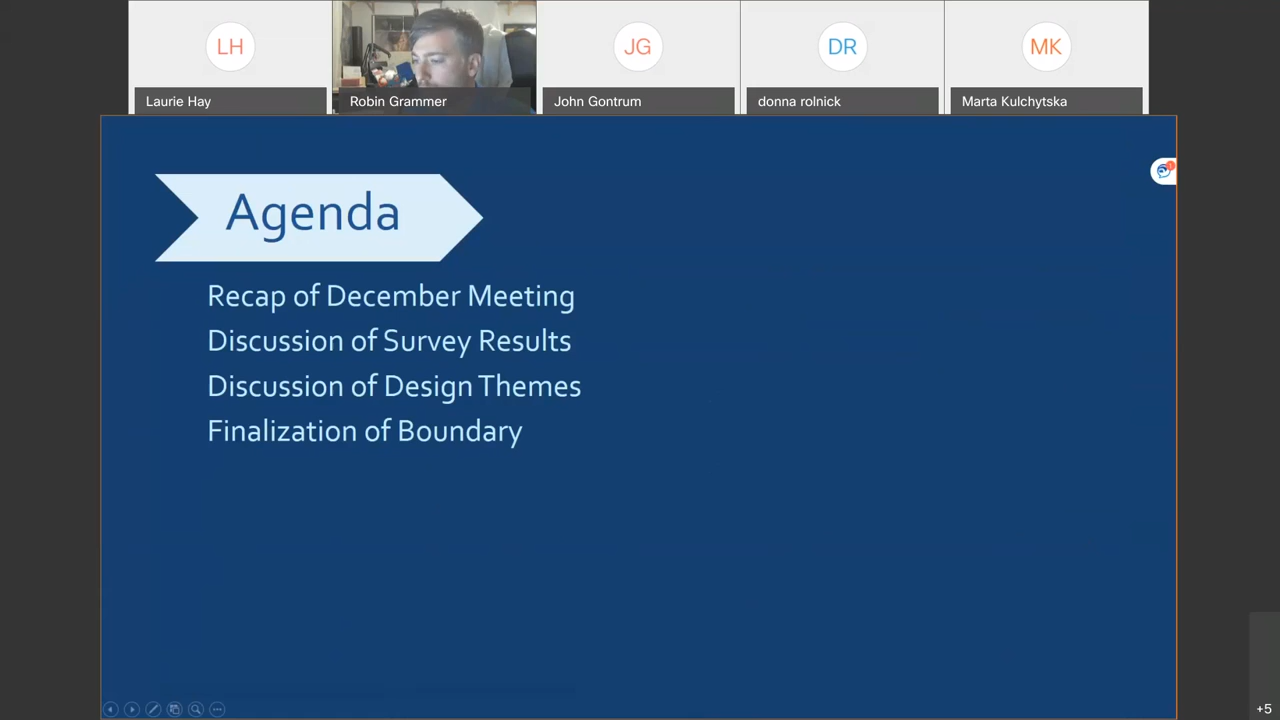 LH
JG
DR
MK
Laurie Hay
Robin Grammer
John Gontrum
donna rolnick
Marta Kulchytska
Agenda
Recap of December Meeting
Discussion of Survey Results
Discussion of Design Themes
Finalization of Boundary
+5